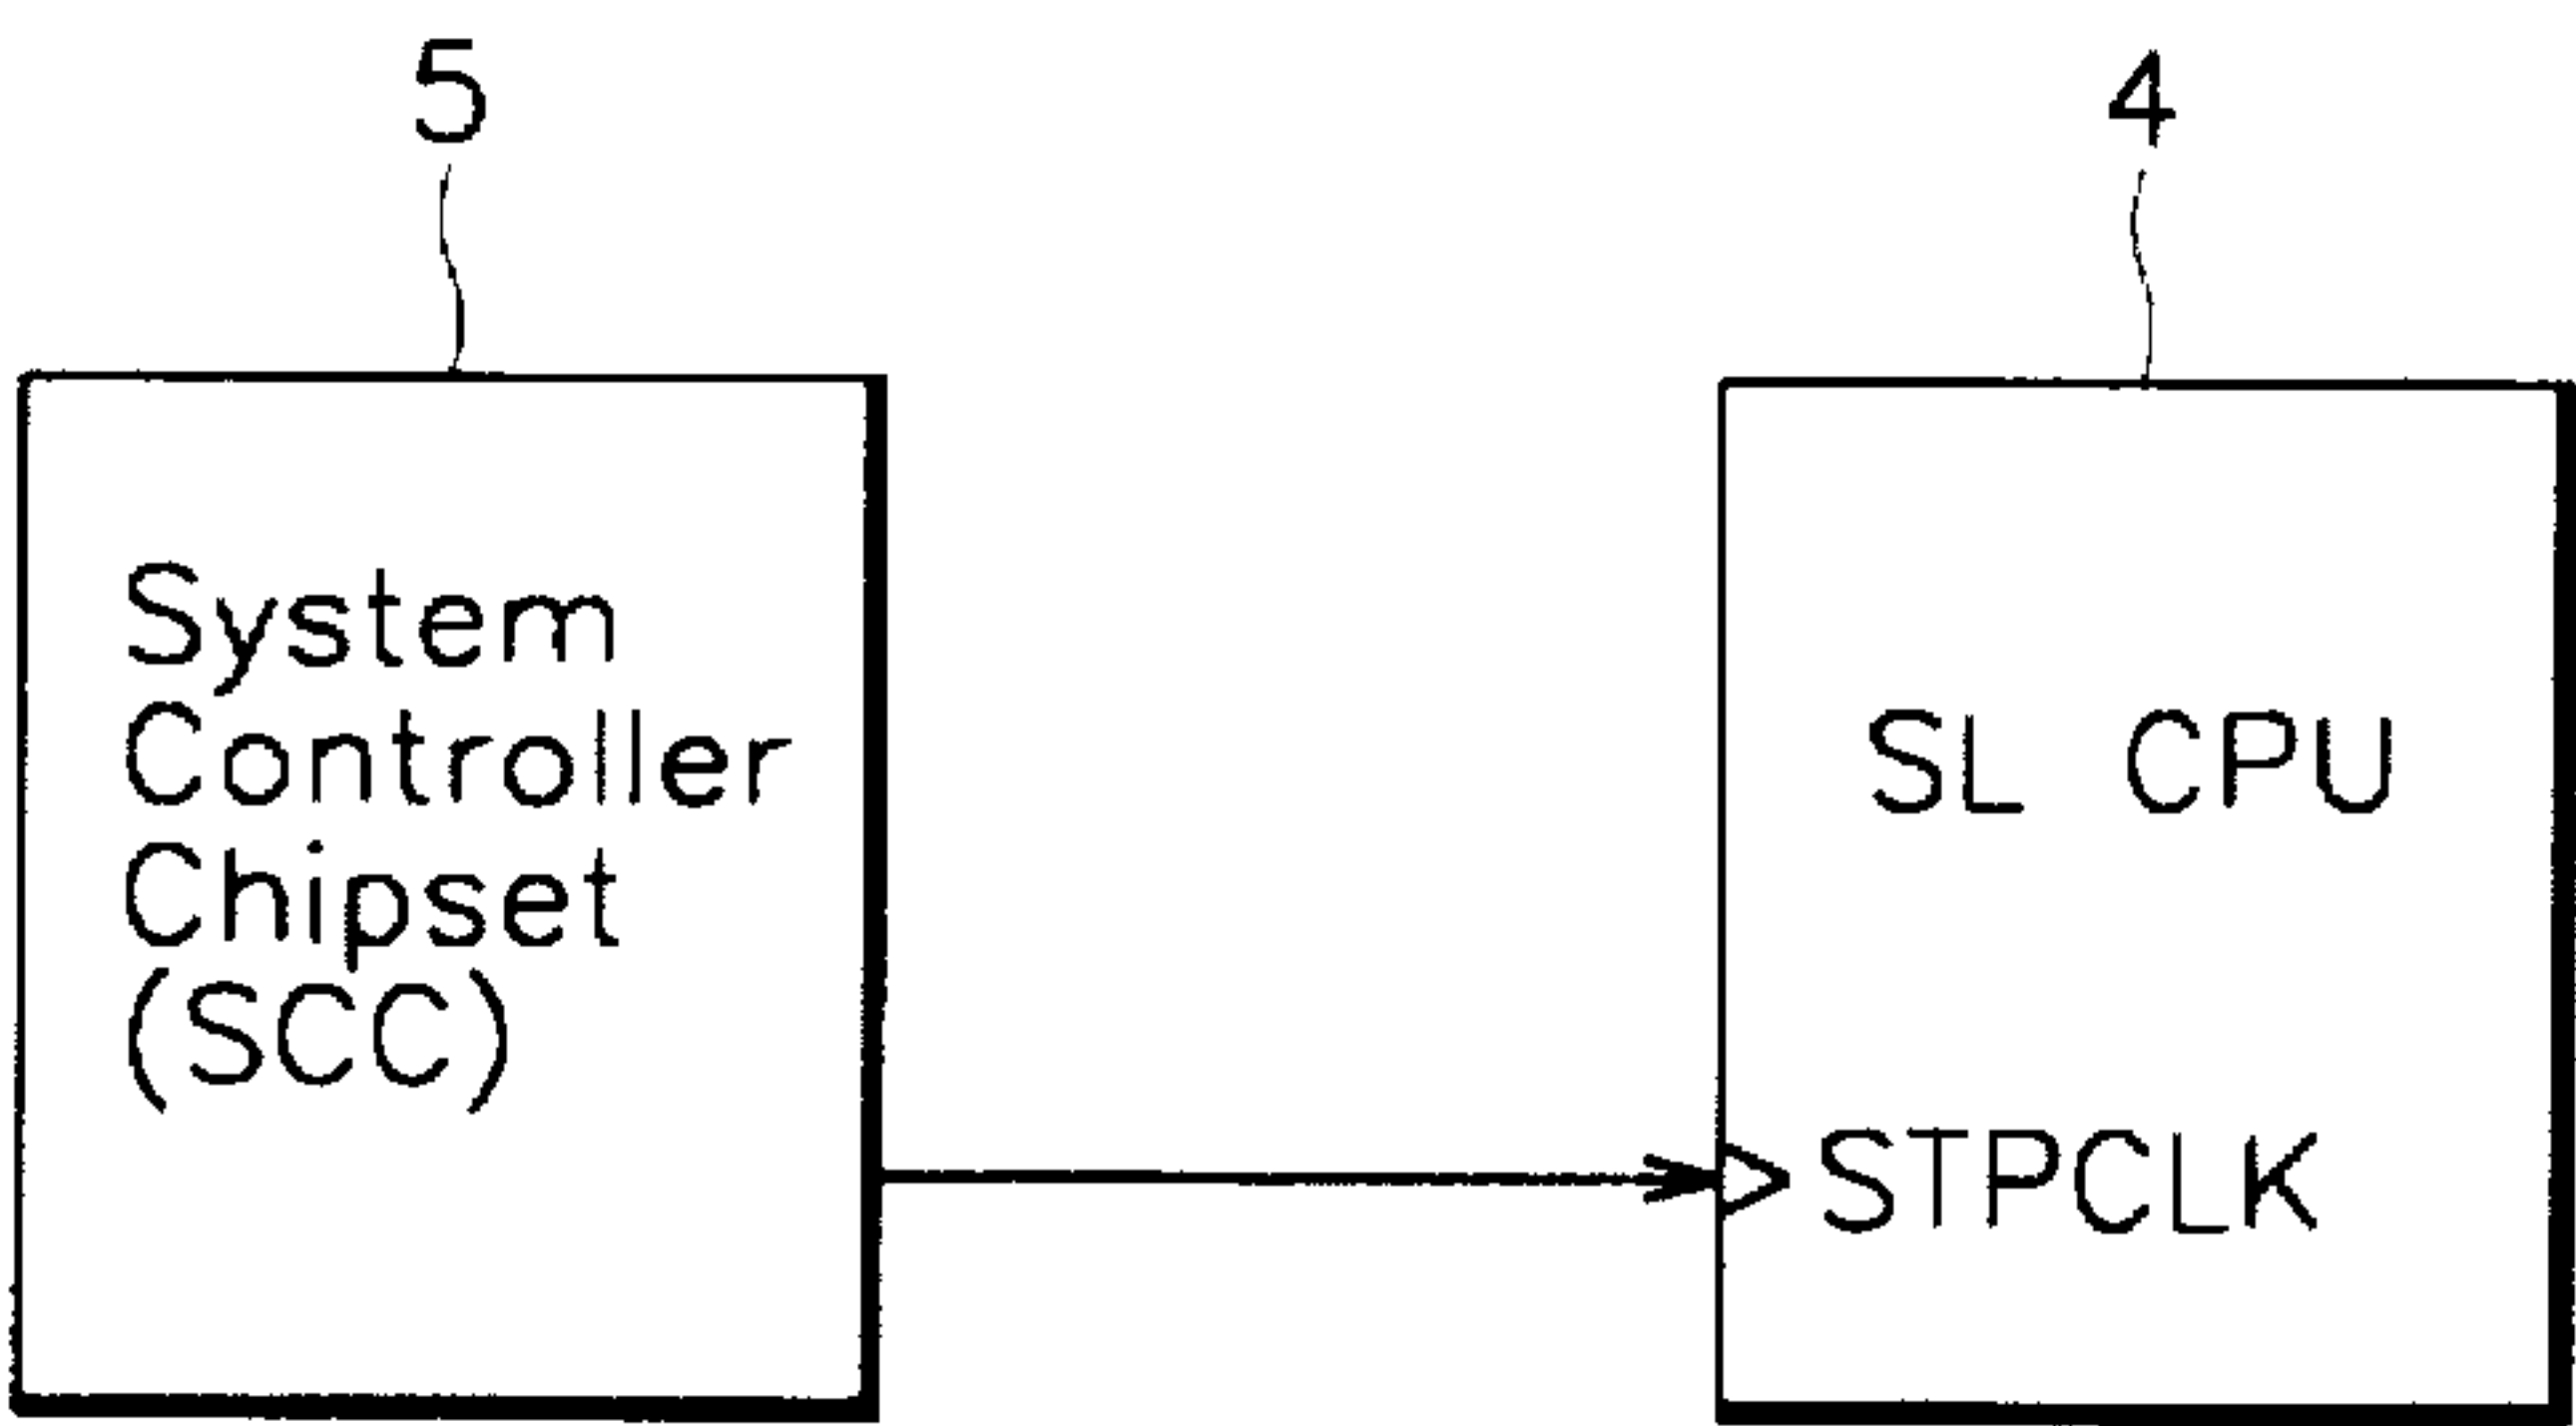 5
4
System
Controller
Chipset
(SCC)
SL CPU
STPCLK